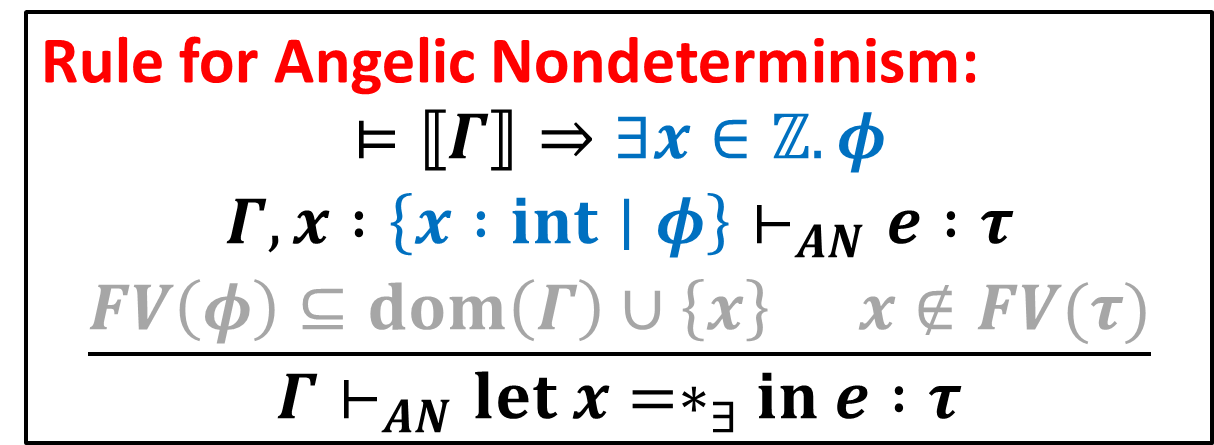 Rule for Angelic Nondeterminism:
⊨ ⟦Γ⟧ ⇒ ∃x ∈ ℤ. ϕ
Γ, x : {x : int | ϕ} ⊢_AN e : τ
FV(ϕ) ⊆ dom(Γ) ∪ {x} x ∉ FV(τ)
Γ ⊢_AN let x =∗_∃ in e : τ